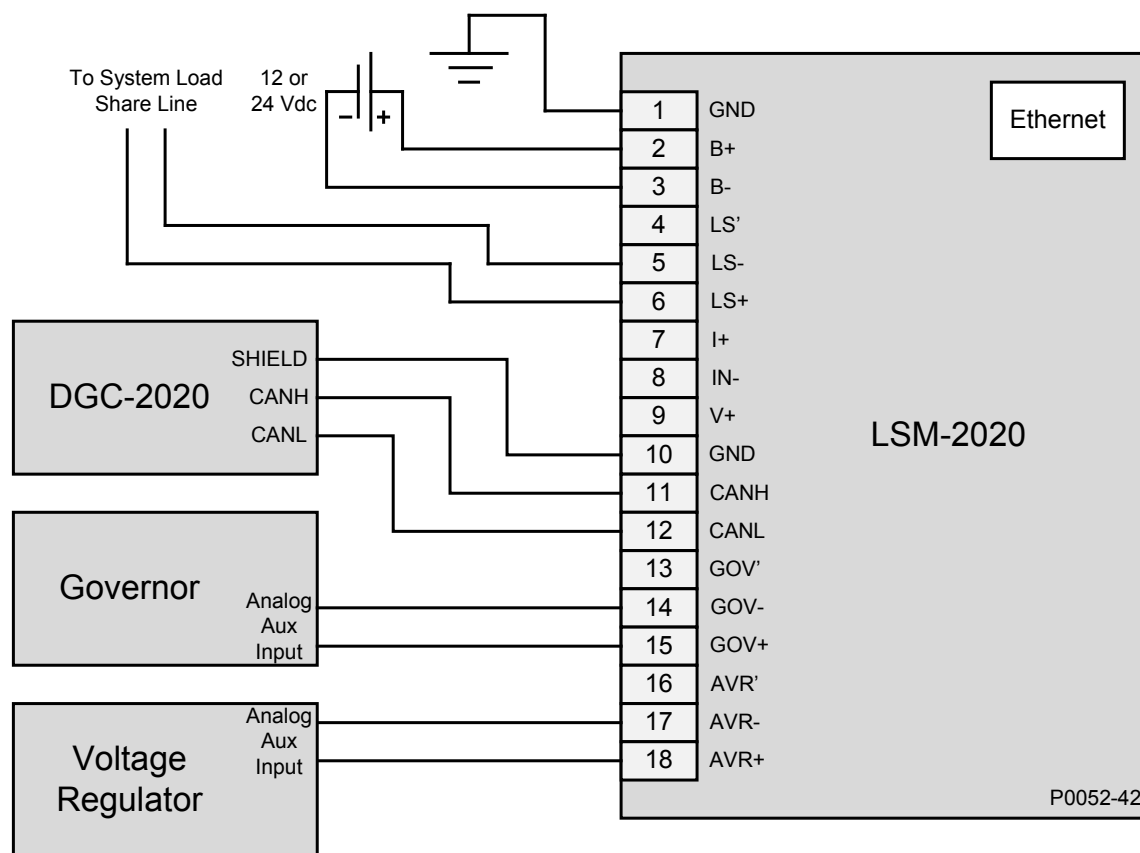 To System Load
Share Line
12 or
24 Vdc
–
+
Ethernet
1 GND
2 B+
3 B-
4 LS’
5 LS-
6 LS+
7 I+
8 IN-
9 V+
10 GND
11 CANH
12 CANL
13 GOV’
14 GOV-
15 GOV+
16 AVR’
17 AVR-
18 AVR+
LSM-2020
DGC-2020
SHIELD
CANH
CANL
Governor
Analog
Aux
Input
Voltage
Regulator
Analog
Aux
Input
P0052-42